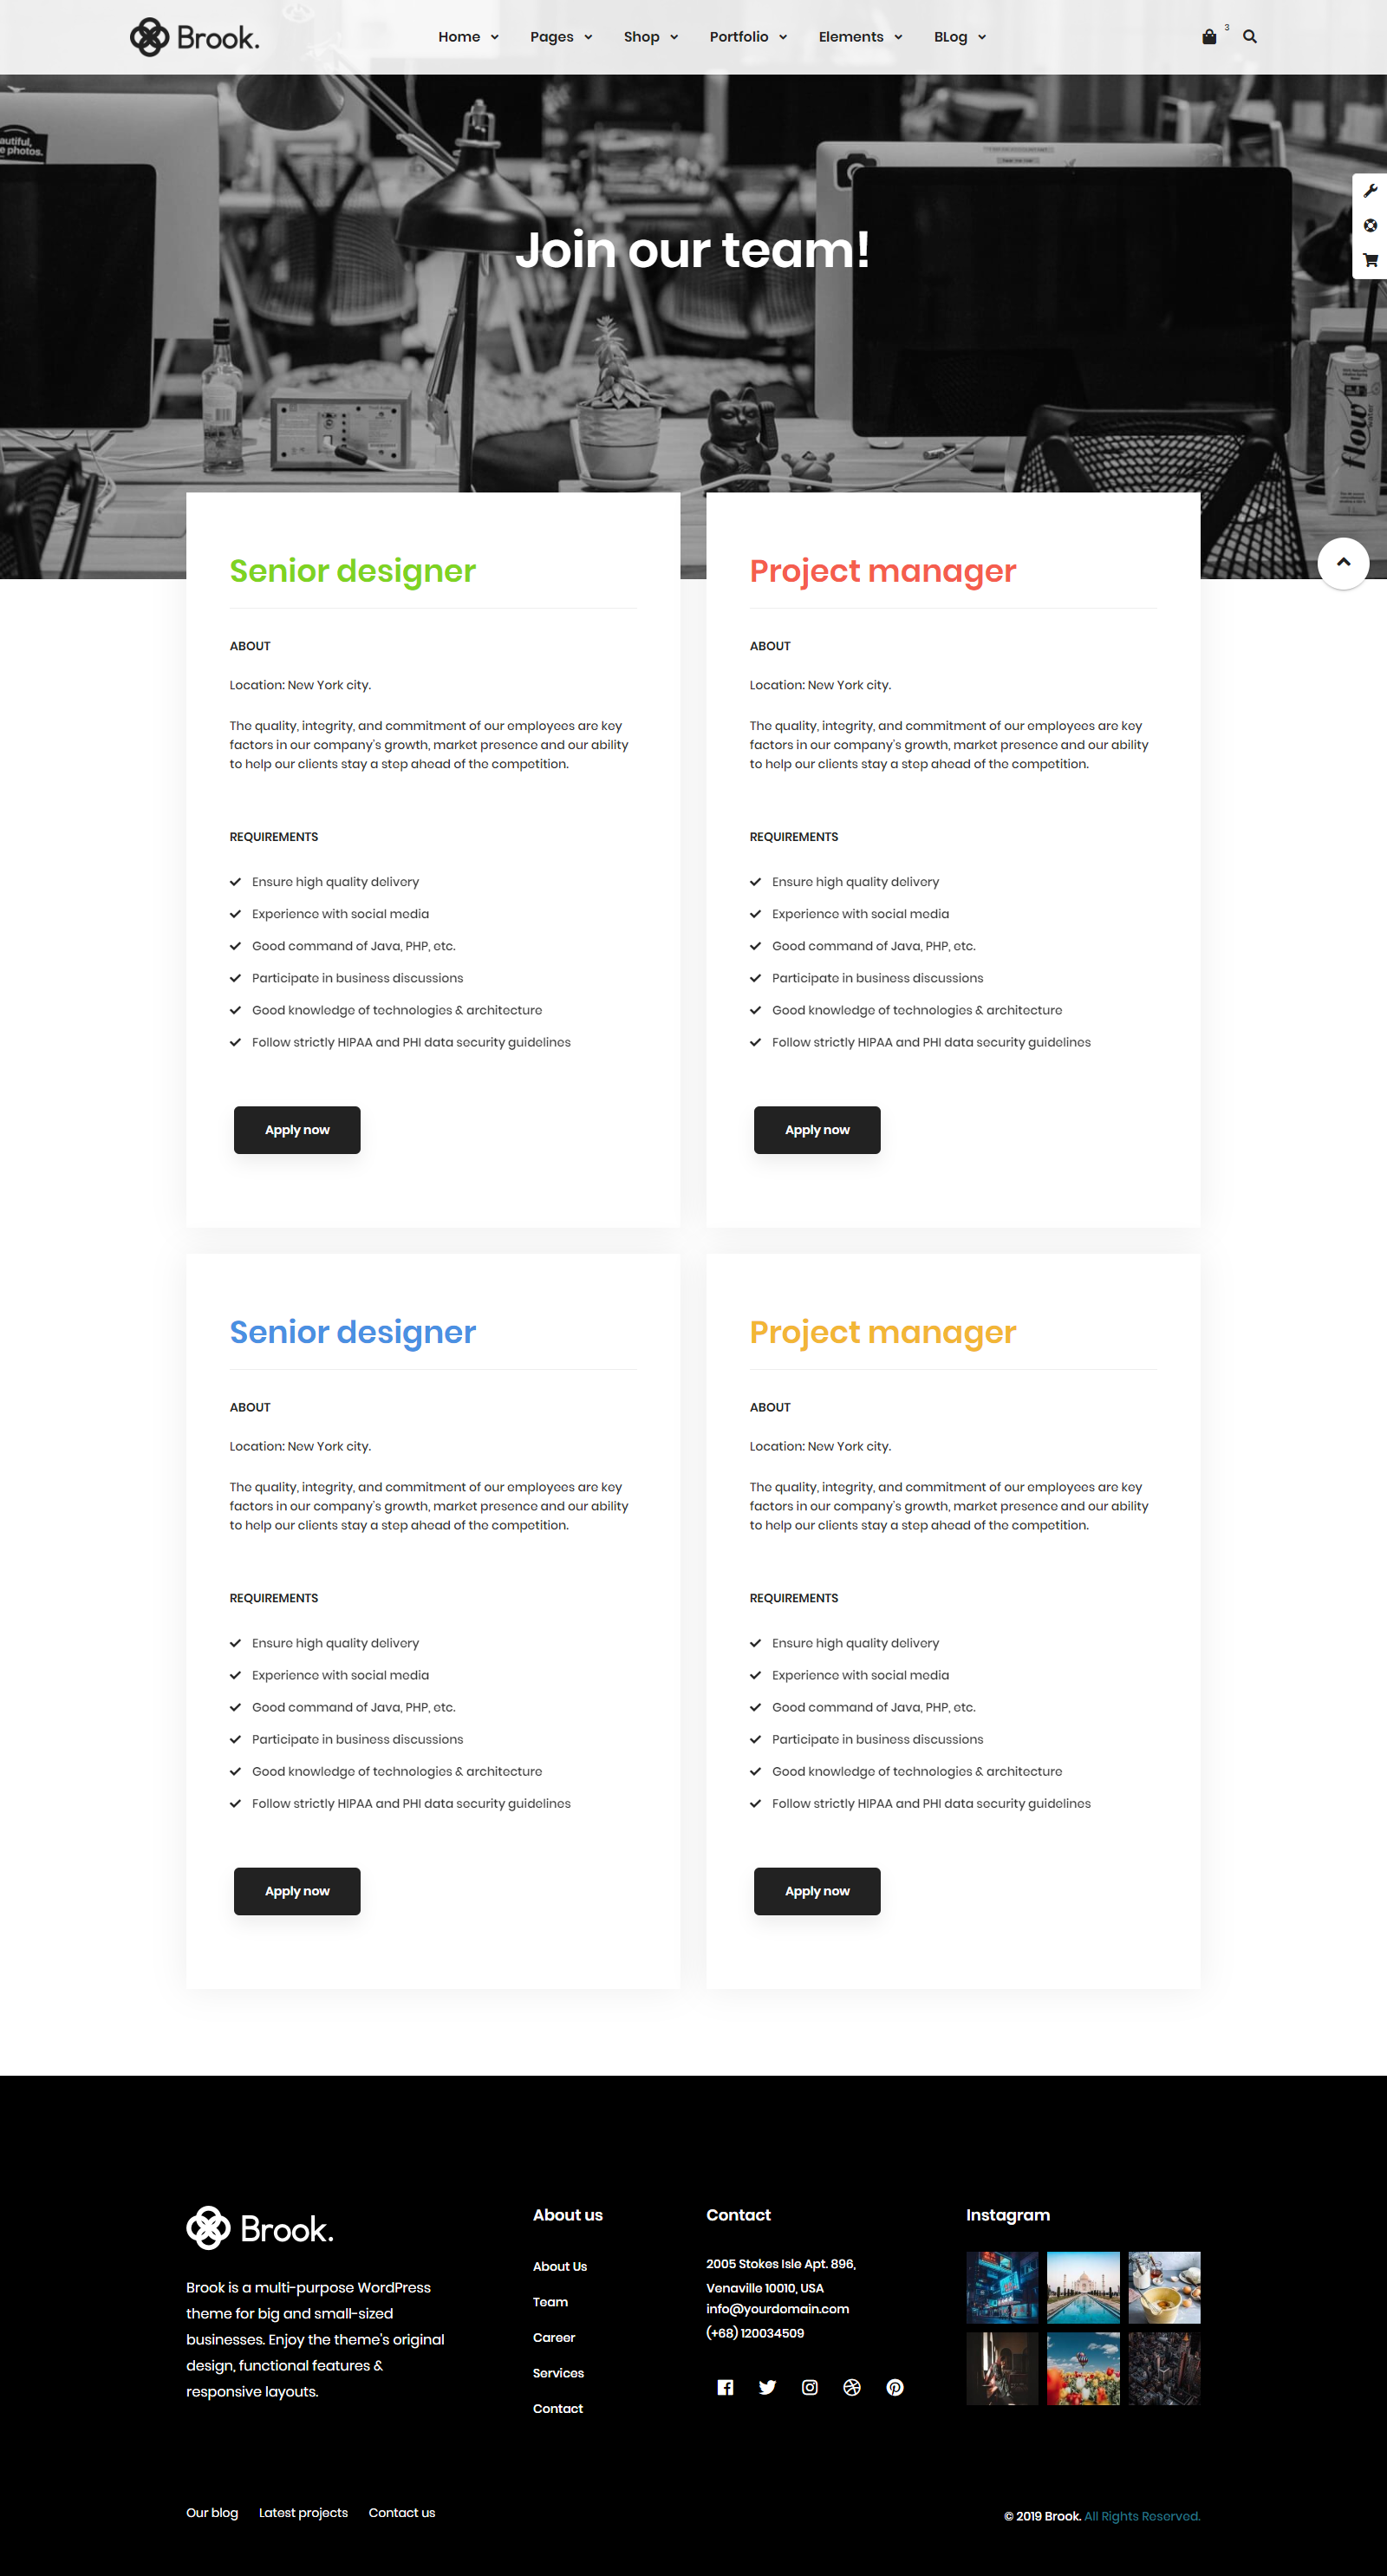 Brook.
Home
Pages
Shop
Portfolio
Elements
BLog
3
autiful,
e photos.
Join our team!
flow
Senior designer
ABOUT
Location: New York city.
The quality, integrity, and commitment of our employees are key
factors in our company's growth, market presence and our ability
to help our clients stay a step ahead of the competition.
REQUIREMENTS
Ensure high quality delivery
Experience with social media
Good command of Java, PHP, etc.
Participate in business discussions
Good knowledge of technologies & architecture
Follow strictly HIPAA and PHI data security guidelines
Apply now
Project manager
ABOUT
Location: New York city.
The quality, integrity, and commitment of our employees are key
factors in our company's growth, market presence and our ability
to help our clients stay a step ahead of the competition.
REQUIREMENTS
Ensure high quality delivery
Experience with social media
Good command of Java, PHP, etc.
Participate in business discussions
Good knowledge of technologies & architecture
Follow strictly HIPAA and PHI data security guidelines
Apply now
Senior designer
ABOUT
Location: New York city.
The quality, integrity, and commitment of our employees are key
factors in our company's growth, market presence and our ability
to help our clients stay a step ahead of the competition.
REQUIREMENTS
Ensure high quality delivery
Experience with social media
Good command of Java, PHP, etc.
Participate in business discussions
Good knowledge of technologies & architecture
Follow strictly HIPAA and PHI data security guidelines
Apply now
Project manager
ABOUT
Location: New York city.
The quality, integrity, and commitment of our employees are key
factors in our company's growth, market presence and our ability
to help our clients stay a step ahead of the competition.
REQUIREMENTS
Ensure high quality delivery
Experience with social media
Good command of Java, PHP, etc.
Participate in business discussions
Good knowledge of technologies & architecture
Follow strictly HIPAA and PHI data security guidelines
Apply now
Brook.
Brook is a multi-purpose WordPress
theme for big and small-sized
businesses. Enjoy the theme's original
design, functional features &
responsive layouts.
About us
About Us
Team
Career
Services
Contact
Contact
2005 Stokes Isle Apt. 896,
Venaville 10010, USA
info@yourdomain.com
(+68) 120034509
Instagram
Our blog
Latest projects
Contact us
© 2019 Brook. All Rights Reserved.